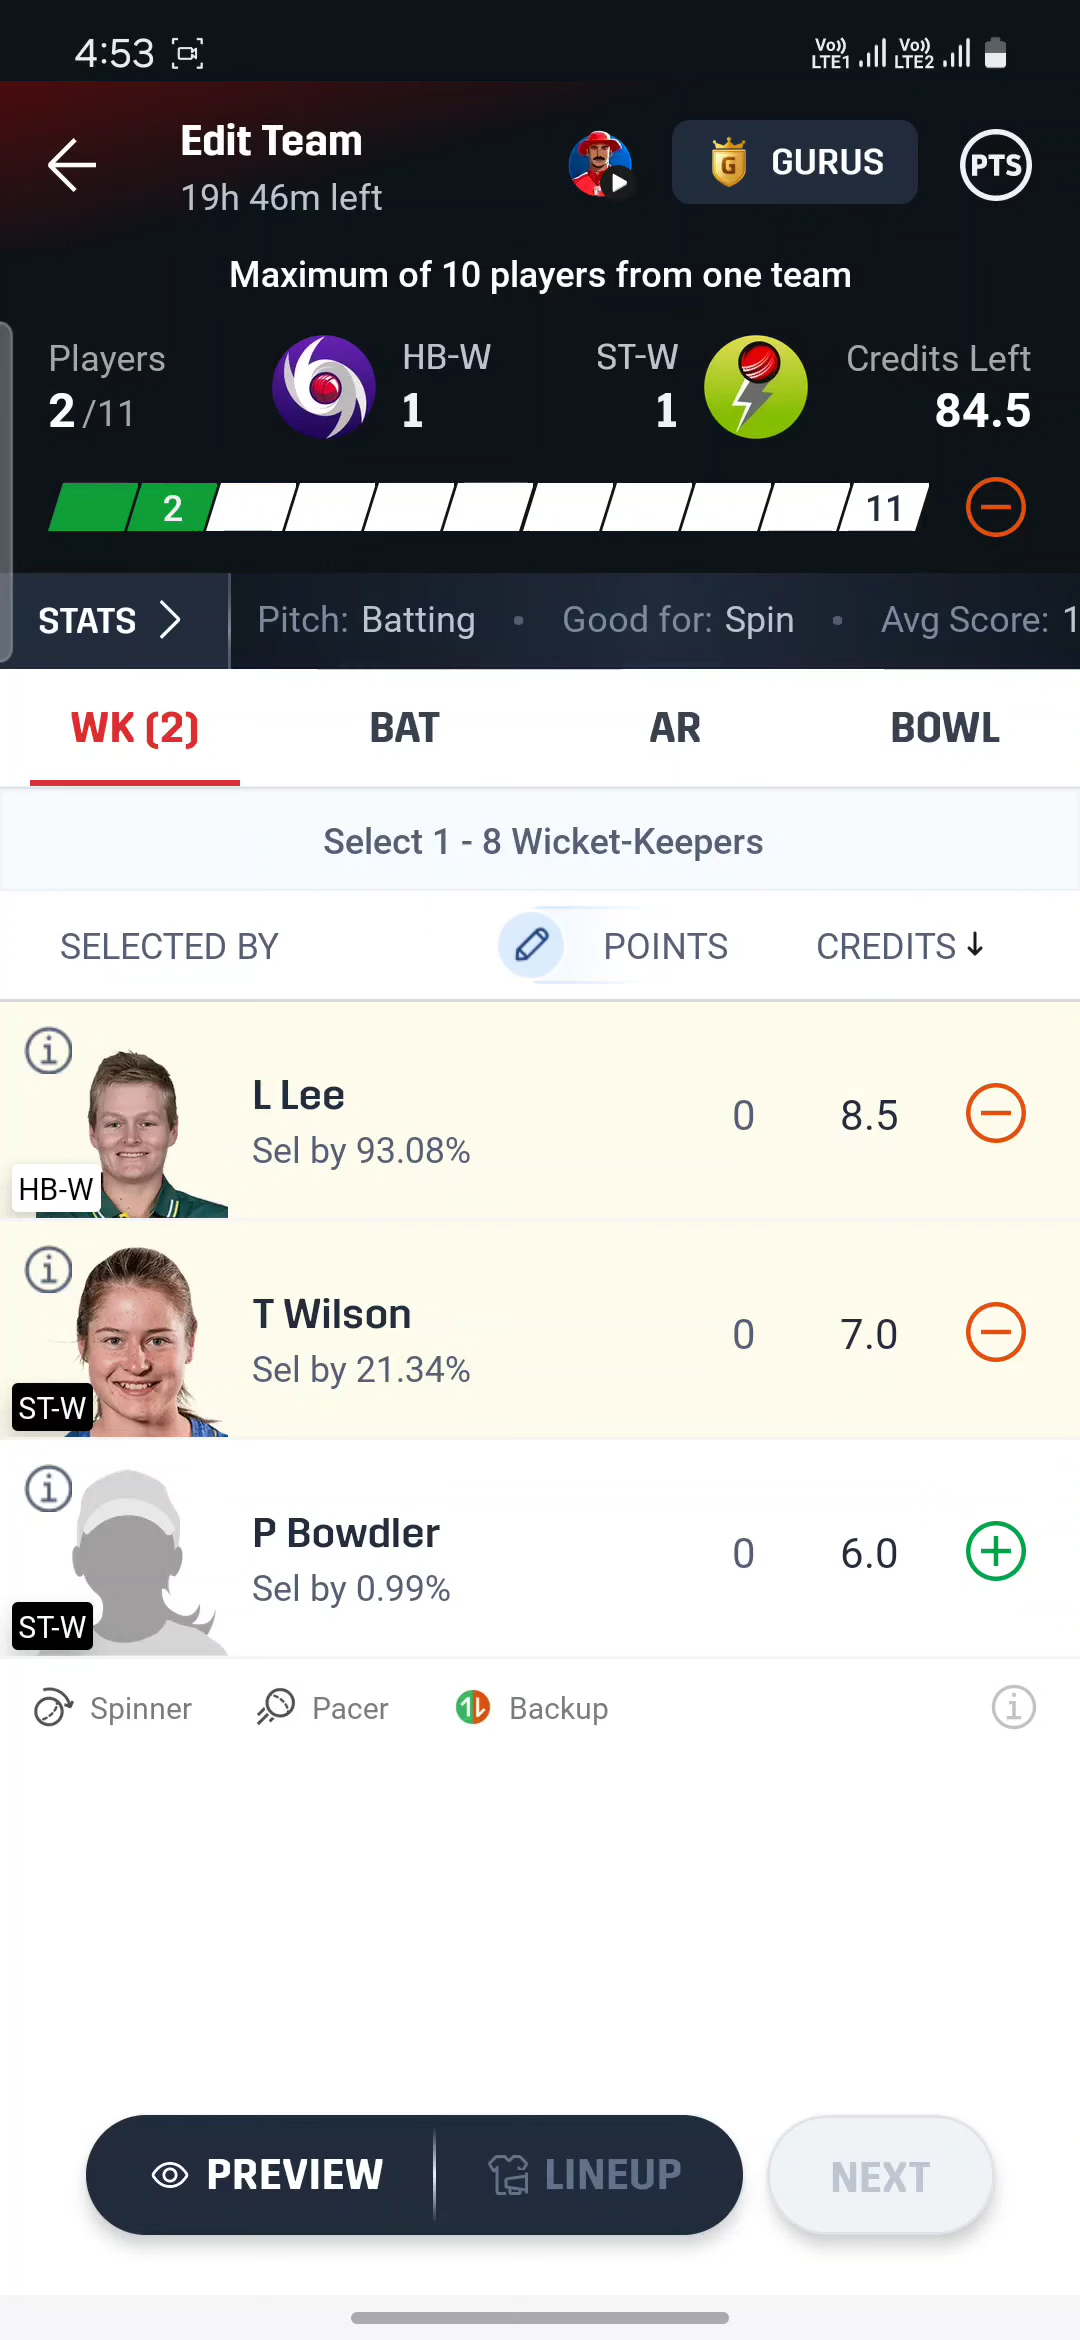 4:53
Vo)) LTE1 Vo)) LTE2
Edit Team
19h 46m left
G GURUS
PTS
Maximum of 10 players from one team
Players
2/11
HB-W
1
ST-W
1
Credits Left
84.5
2 11
STATS Pitch: Batting • Good for: Spin • Avg Score: 1
WK (2) BAT AR BOWL
Select 1 - 8 Wicket-Keepers
SELECTED BY POINTS CREDITS ↓
L Lee
Sel by 93.08%
0 8.5
HB-W
T Wilson
Sel by 21.34%
0 7.0
ST-W
P Bowdler
Sel by 0.99%
0 6.0
ST-W
Spinner Pacer Backup
PREVIEW LINEUP NEXT